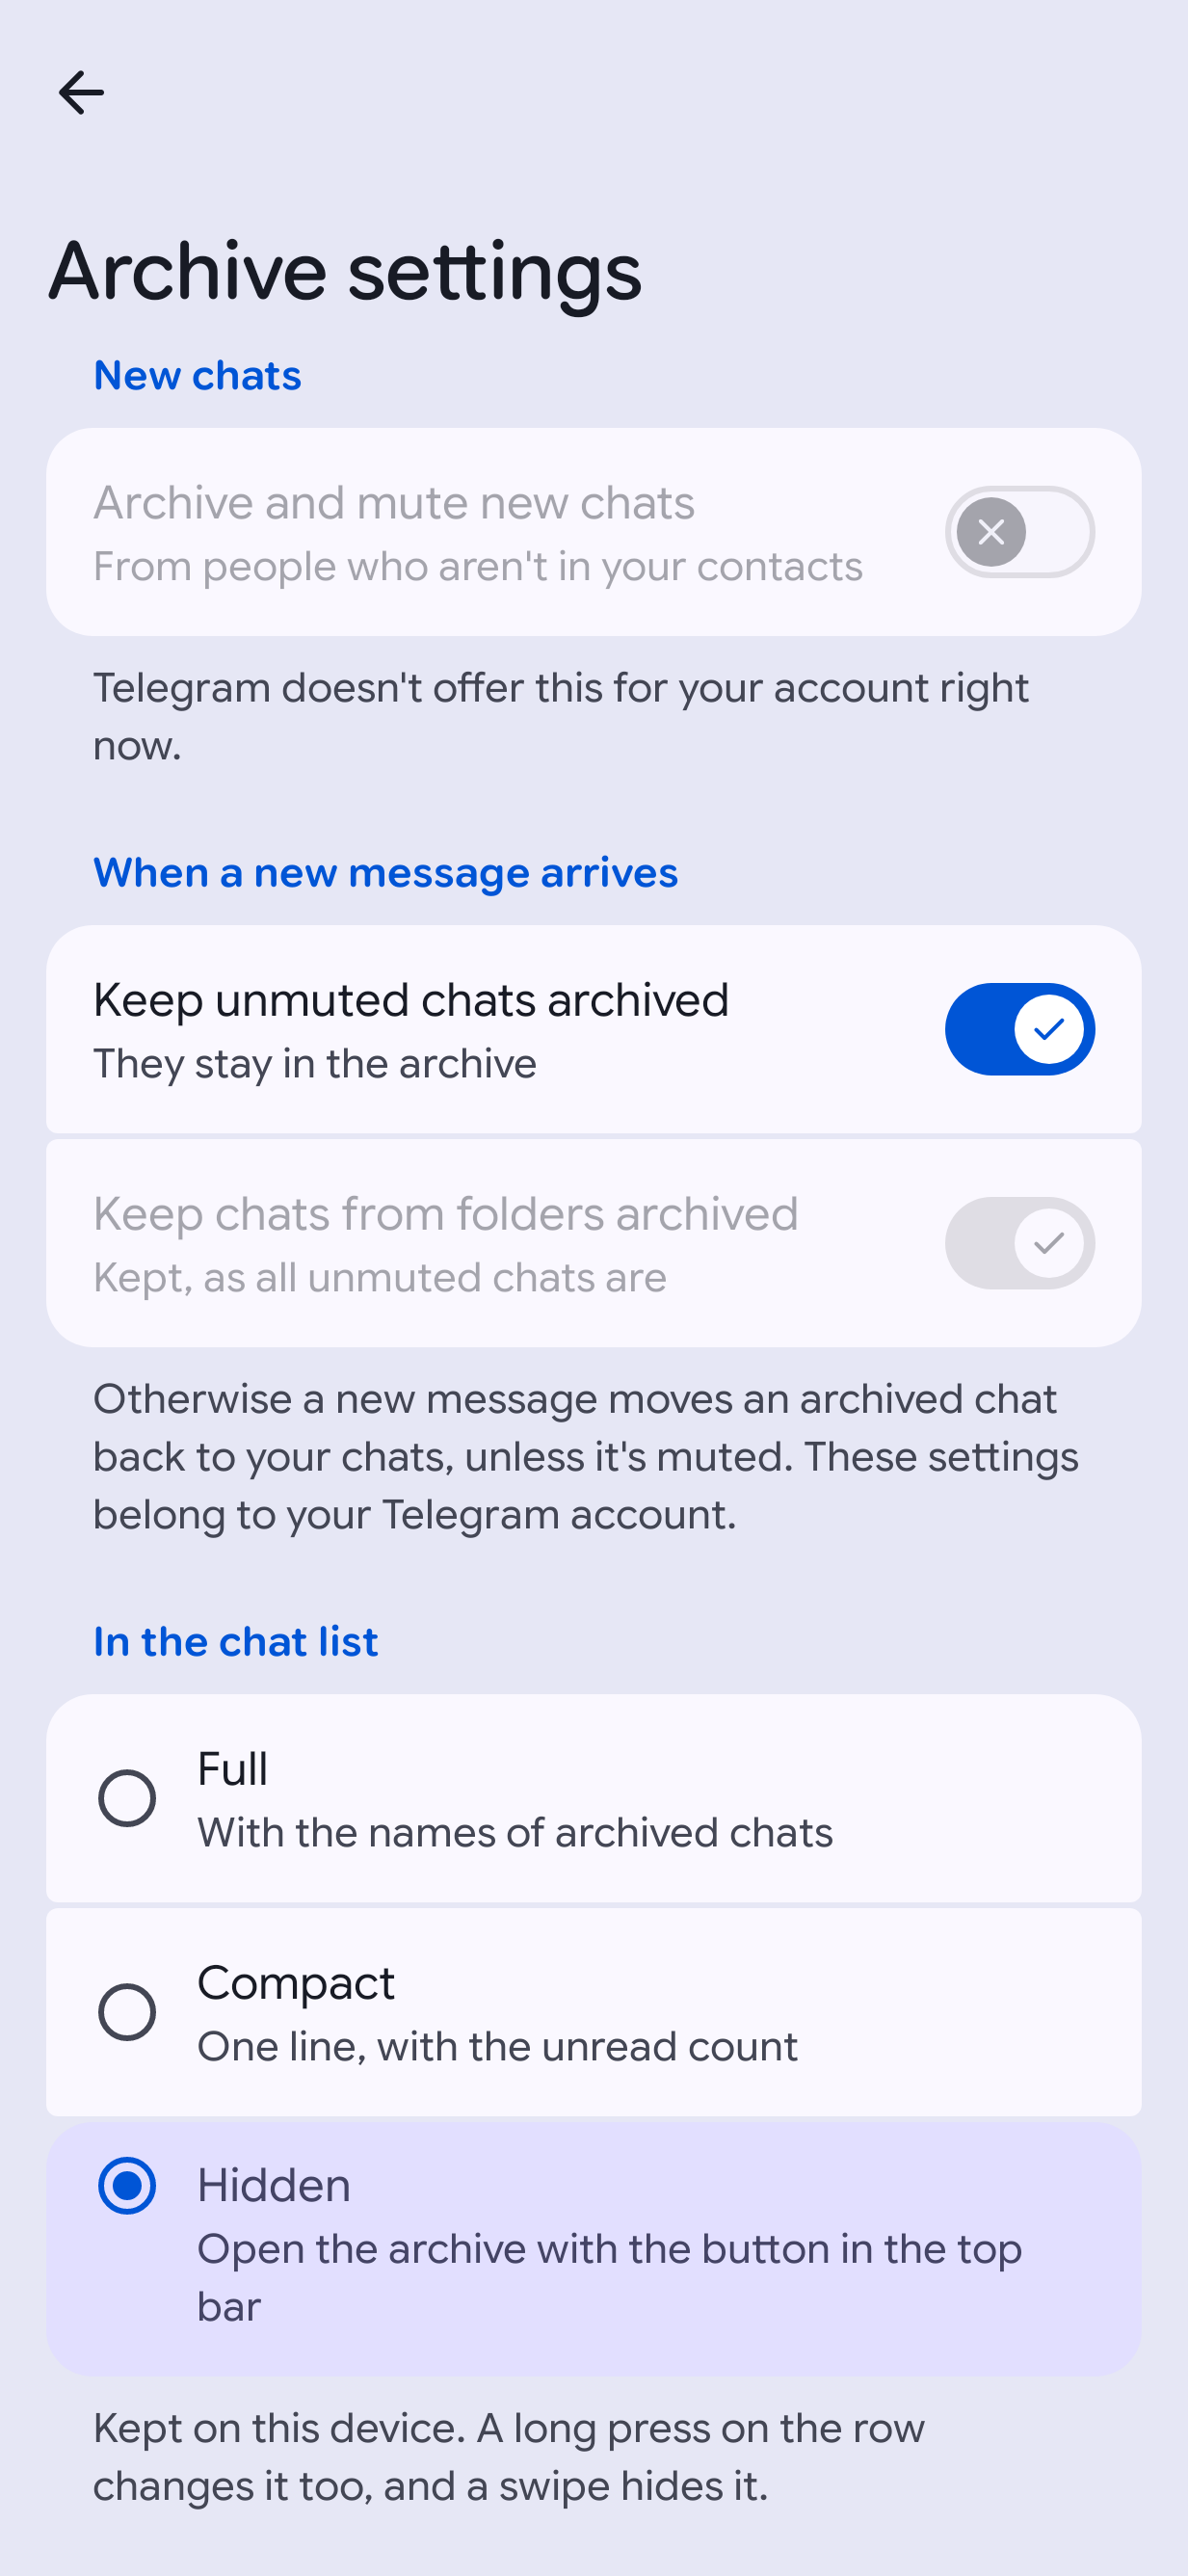 Archive settings
New chats
Archive and mute new chats
From people who aren't in your contacts
Telegram doesn't offer this for your account right
now.
When a new message arrives
Keep unmuted chats archived
They stay in the archive
Keep chats from folders archived
Kept, as all unmuted chats are
Otherwise a new message moves an archived chat
back to your chats, unless it's muted. These settings
belong to your Telegram account.
In the chat list
Full
With the names of archived chats
Compact
One line, with the unread count
Hidden
Open the archive with the button in the top
bar
Kept on this device. A long press on the row
changes it too, and a swipe hides it.